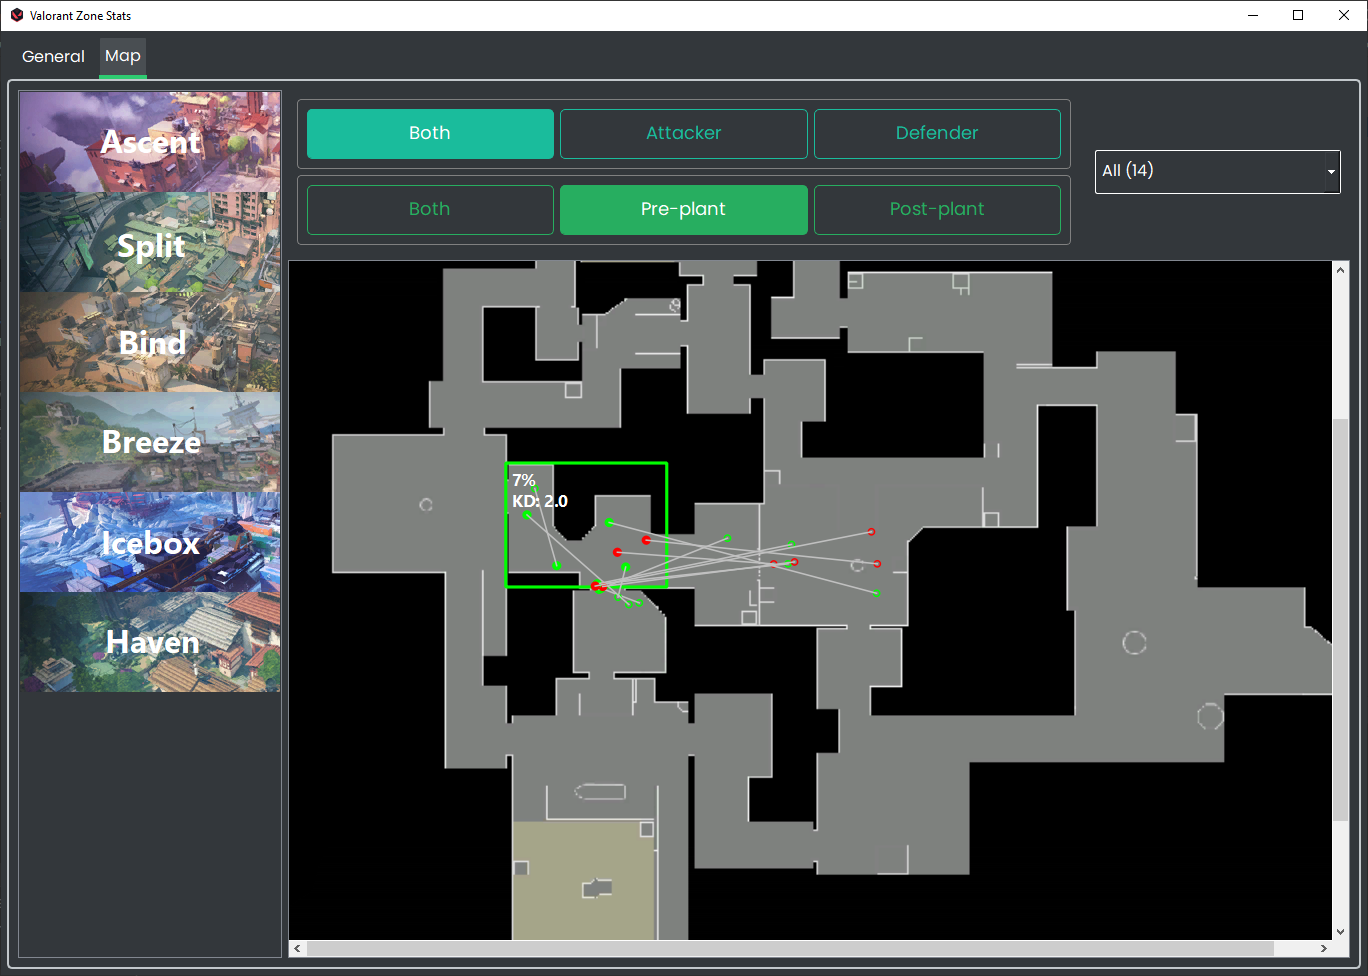 Valorant Zone Stats
General
Map
Ascent
Split
Bind
Breeze
Icebox
Haven
Both
Attacker
Defender
Both
Pre-plant
Post-plant
All (14)
7%
KD: 2.0